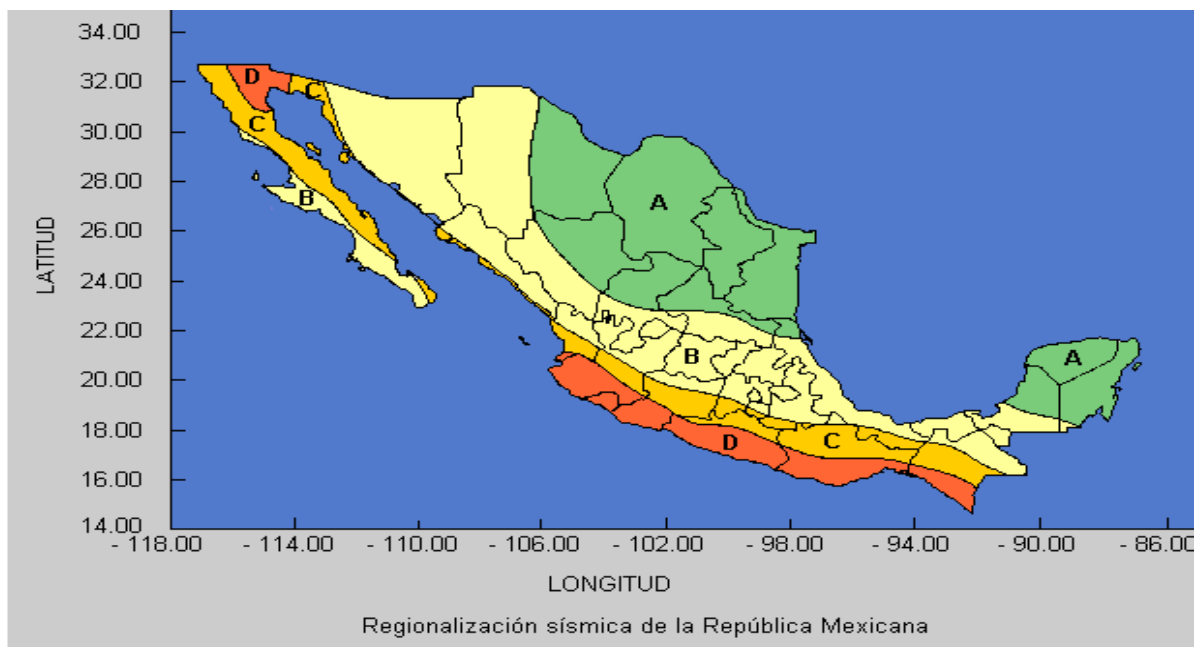 34.00
32.00
30.00
28.00
26.00
24.00
22.00
20.00
18.00
16.00
14.00
LATITUD
D
C
C
B
A
B
A
D
C
- 118.00 - 114.00 - 110.00 - 106.00 - 102.00 - 98.00 - 94.00 - 90.00 - 86.00
LONGITUD
Regionalización sísmica de la República Mexicana